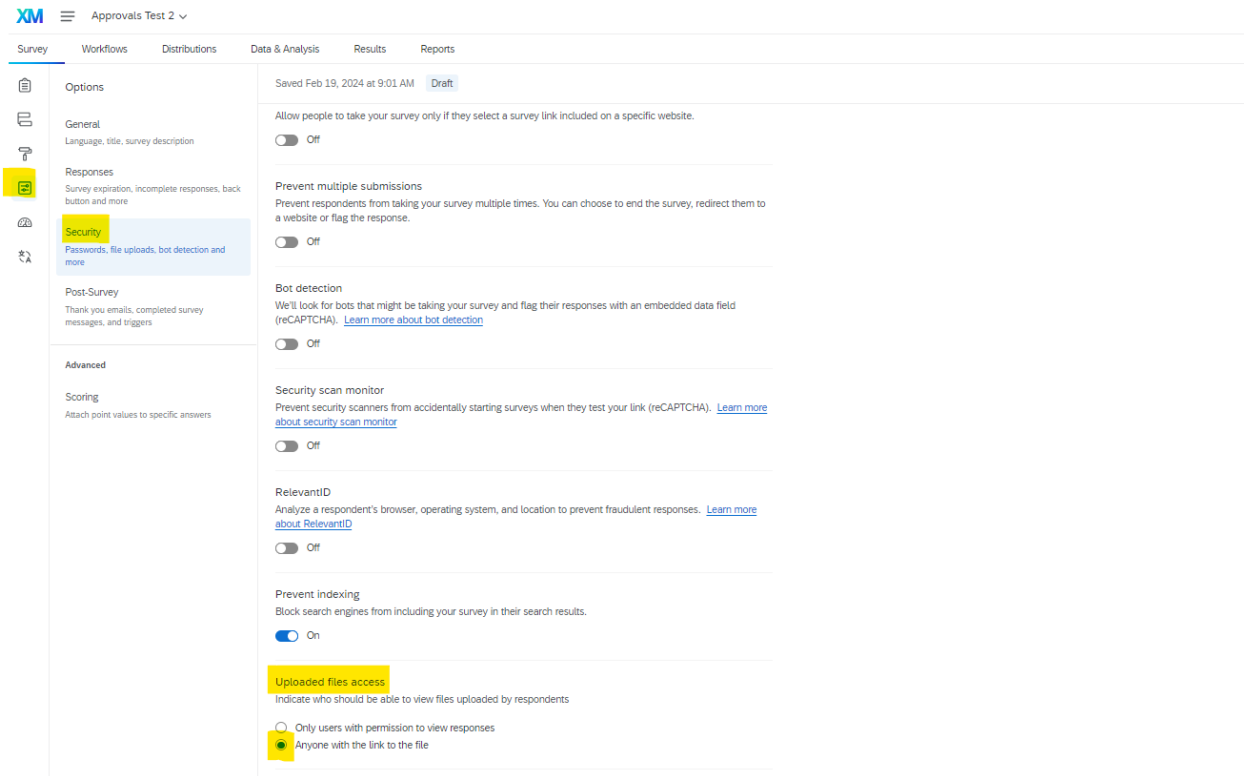 XM
Approvals Test 2
Survey
Workflows
Distributions
Data & Analysis
Results
Reports
Options
General
Language, title, survey description
Responses
Survey expiration, incomplete responses, back
button and more
Security
Passwords, file uploads, bot detection and
more
Post-Survey
Thank you emails, completed survey
messages, and triggers
Advanced
Scoring
Attach point values to specific answers
Saved Feb 19, 2024 at 9:01 AM
Draft
Allow people to take your survey only if they select a survey link included on a specific website.
Off
Prevent multiple submissions
Prevent respondents from taking your survey multiple times. You can choose to end the survey, redirect them to
a website or flag the response.
Off
Bot detection
We'll look for bots that might be taking your survey and flag their responses with an embedded data field
(reCAPTCHA). Learn more about bot detection
Off
Security scan monitor
Prevent security scanners from accidentally starting surveys when they test your link (reCAPTCHA). Learn more
about security scan monitor
Off
RelevantID
Analyze a respondent's browser, operating system, and location to prevent fraudulent responses. Learn more
about RelevantID
Off
Prevent indexing
Block search engines from including your survey in their search results.
On
Uploaded files access
Indicate who should be able to view files uploaded by respondents
Only users with permission to view responses
Anyone with the link to the file